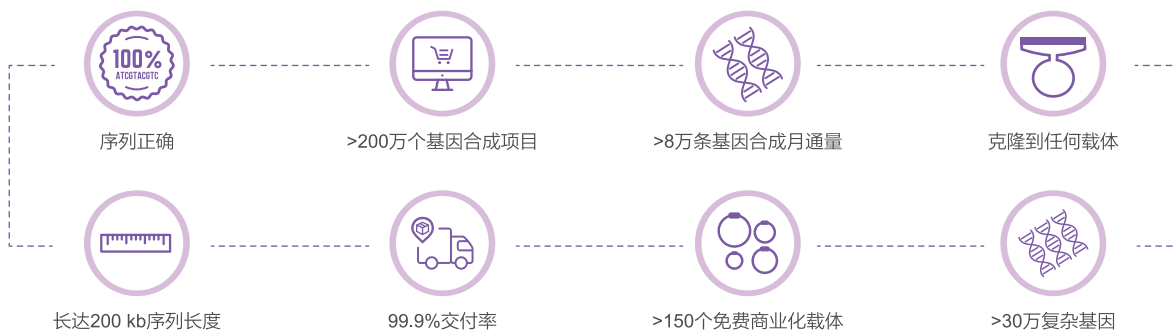 100%
ATCGTACGTC
序列正确
>200万个基因合成项目
>8万条基因合成月通量
克隆到任何载体
长达200 kb序列长度
99.9%交付率
>150个免费商业化载体
>30万复杂基因